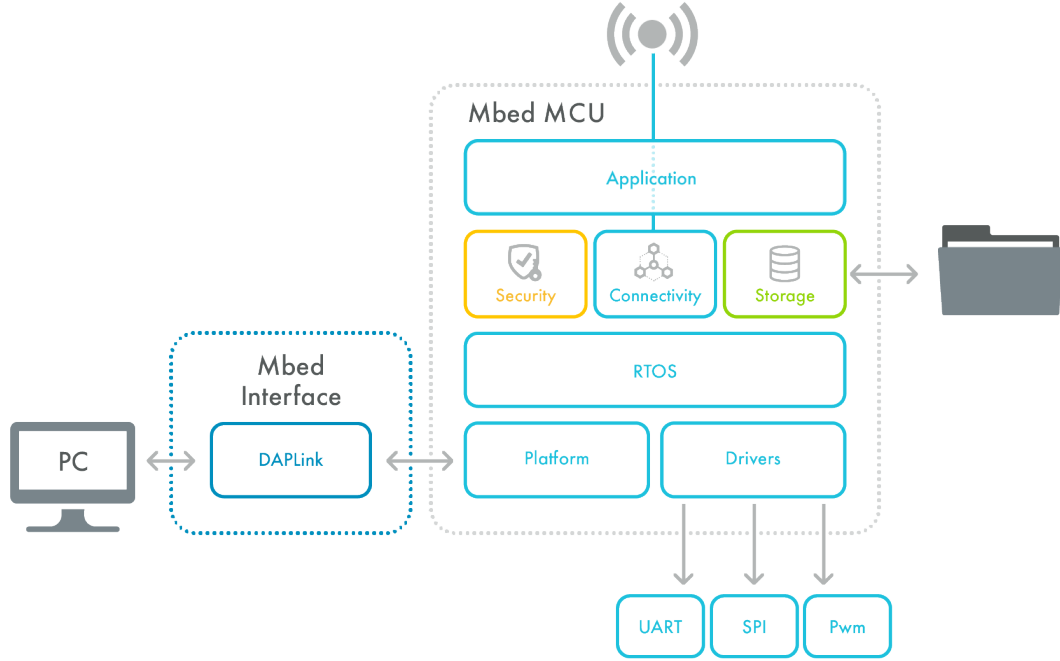 Mbed MCU
Application
Security
Connectivity
Storage
RTOS
Mbed
Interface
PC
DAPLink
Platform
Drivers
UART
SPI
Pwm